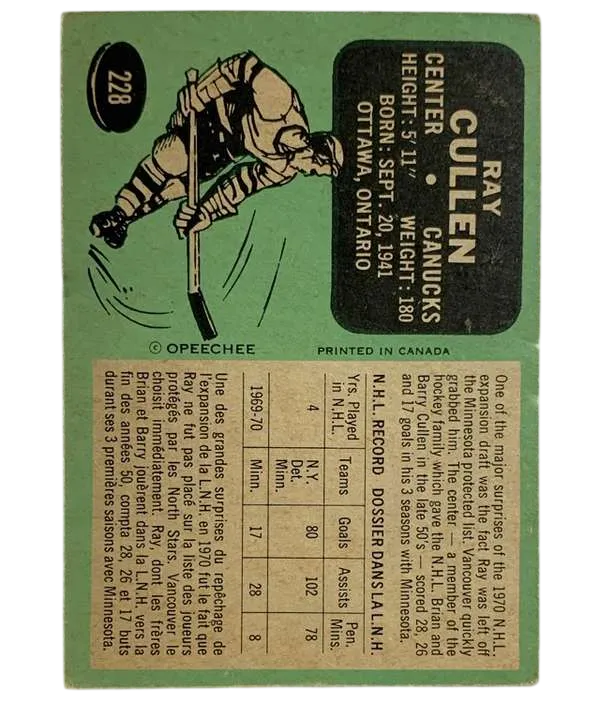 RAY
CULLEN
CENTER • CANUCKS
HEIGHT: 5' 11" WEIGHT: 180
BORN: SEPT. 20, 1941
OTTAWA, ONTARIO
228
© OPEECHEE PRINTED IN CANADA
One of the major surprises of the 1970 N.H.L.
expansion draft was the fact Ray was left off
the Minnesota protected list. Vancouver quickly
grabbed him. The center — a member of the
hockey family which gave the N.H.L. Brian and
Barry Cullen in the late 50's — scored 28, 26
and 17 goals in his 3 seasons with Minnesota.
N.H.L. RECORD DOSSIER DANS LA L.N.H.
Yrs. Played in N.H.L. Teams Goals Assists Pen. Mins.
4 N.Y. Det. Minn. 80 102 78
1969-70 Minn. 17 28 8
Une des grandes surprises du repêchage de
l'expansion de la L.N.H. en 1970 fut le fait que
Ray ne fut pas placé sur la liste des joueurs
protégés par les North Stars. Vancouver le
choisit immédiatement. Ray, dont les frères
Brian et Barry jouèrent dans la L.N.H. vers la
fin des années 50, compta 28, 26 et 17 buts
durant ses 3 premières saisons avec Minnesota.